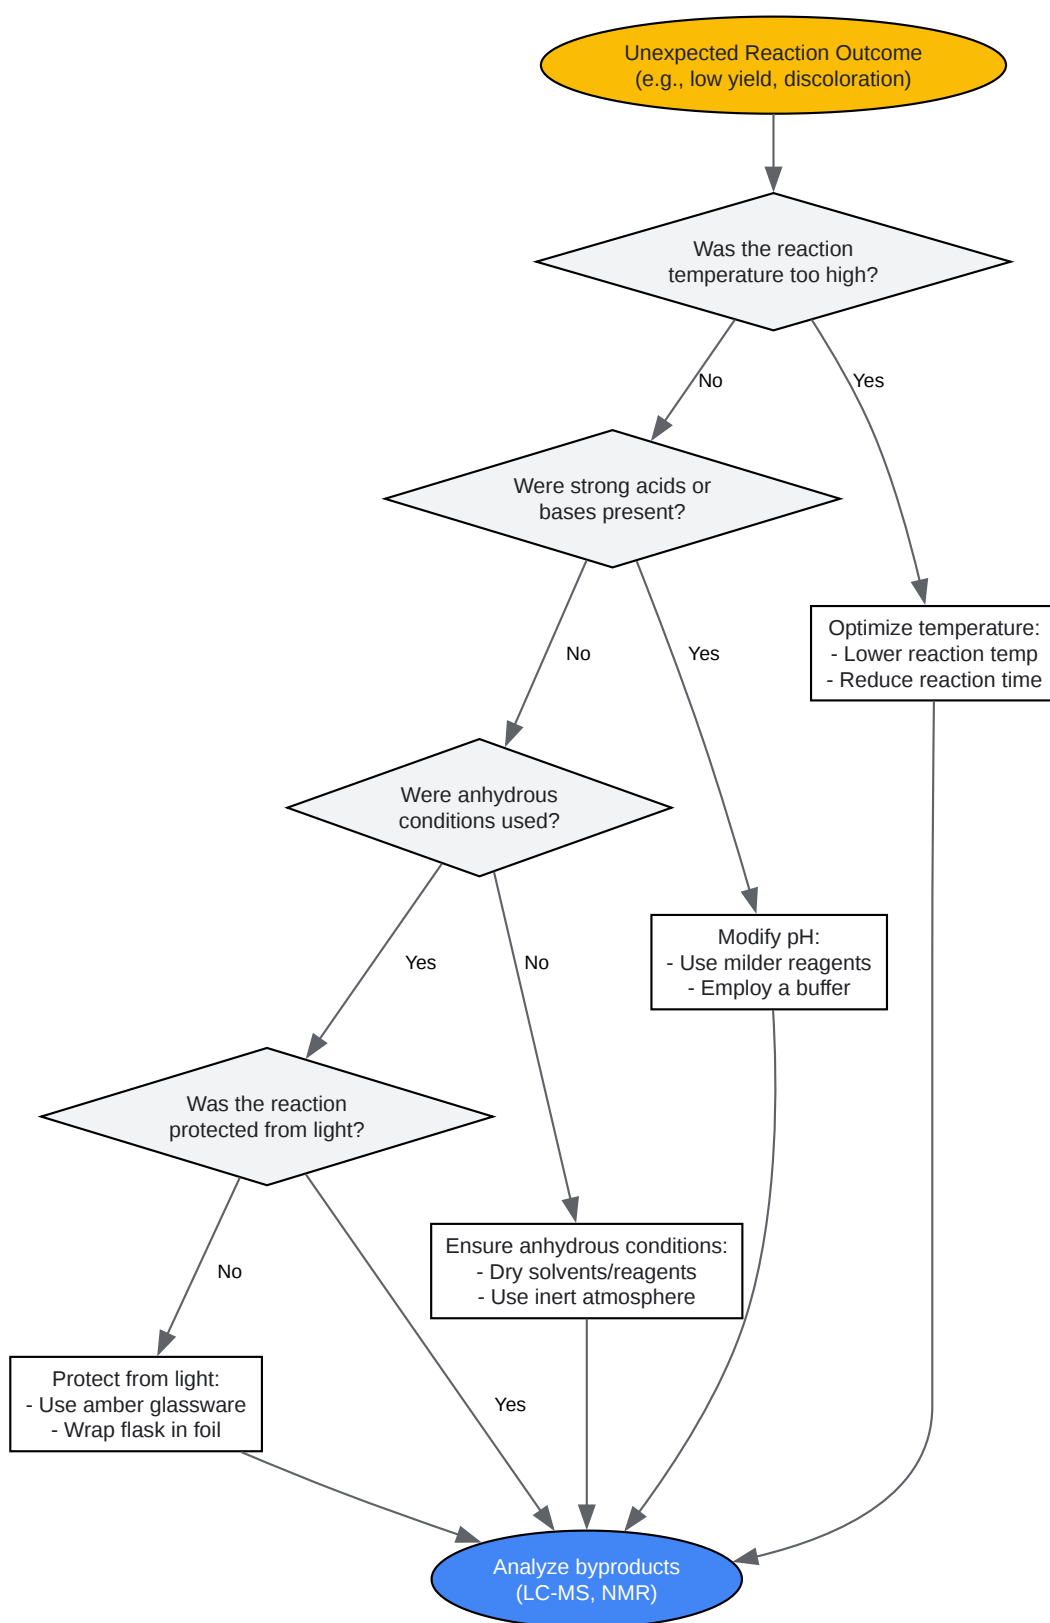 Unexpected Reaction Outcome
(e.g., low yield, discoloration)
Was the reaction
temperature too high?
No
Yes
Were strong acids or
bases present?
Optimize temperature:
- Lower reaction temp
- Reduce reaction time
No
Yes
Were anhydrous
conditions used?
Modify pH:
- Use milder reagents
- Employ a buffer
Yes
No
Was the reaction
protected from light?
Ensure anhydrous conditions:
- Dry solvents/reagents
- Use inert atmosphere
No
Yes
Protect from light:
- Use amber glassware
- Wrap flask in foil
Analyze byproducts
(LC-MS, NMR)